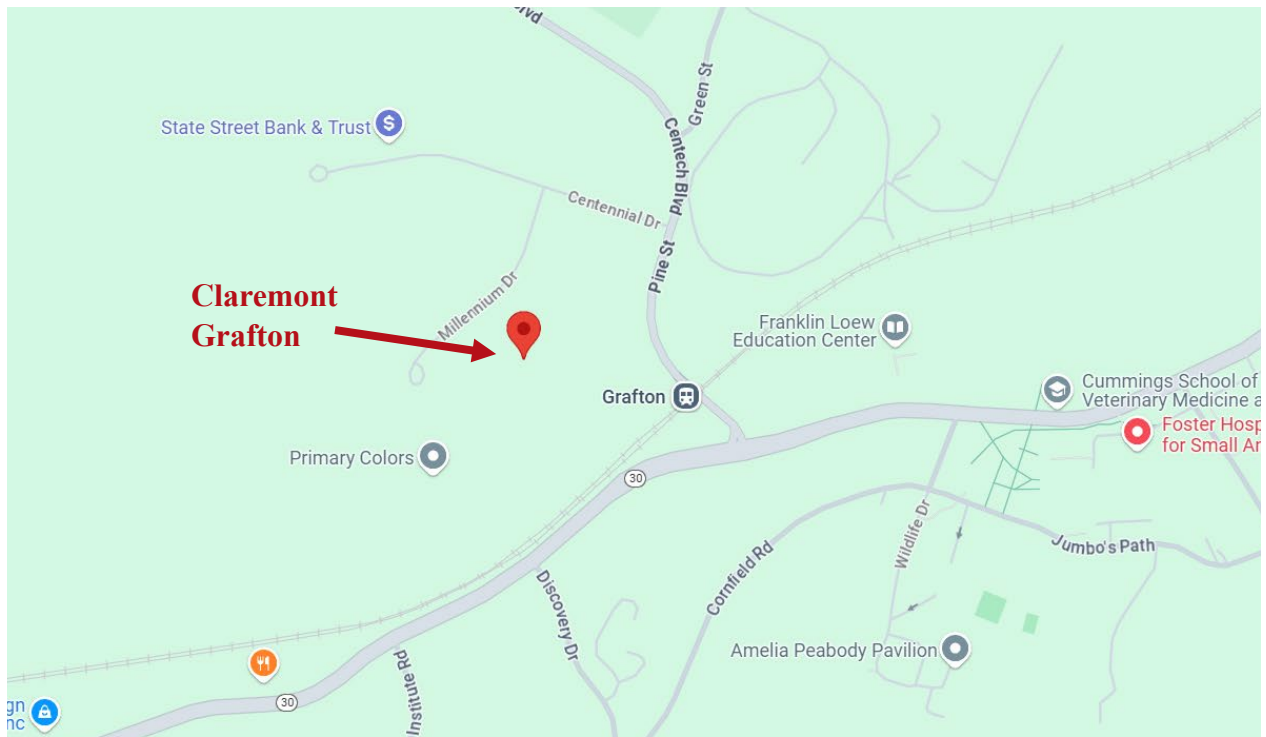 Blvd
Green St
State Street Bank & Trust
Centech Blvd
Centennial Dr
Pine St
Claremont
Grafton
Millennium Dr
Franklin Loew
Education Center
Grafton
Cummings School of
Veterinary Medicine a
Foster Hosp
for Small An
Primary Colors
30
Wildlife Dr
Jumbo's Path
Cornfield Rd
Discovery Dr
Amelia Peabody Pavilion
Institute Rd
30
gn
nc